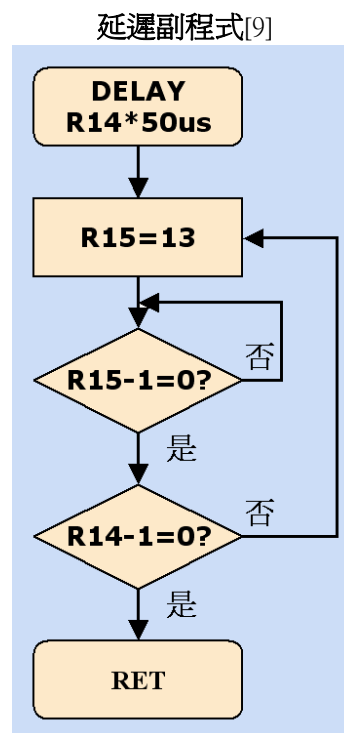 延遲副程式[9]
DELAY
R14*50us
R15=13
否
R15-1=0?
是
否
R14-1=0?
是
RET